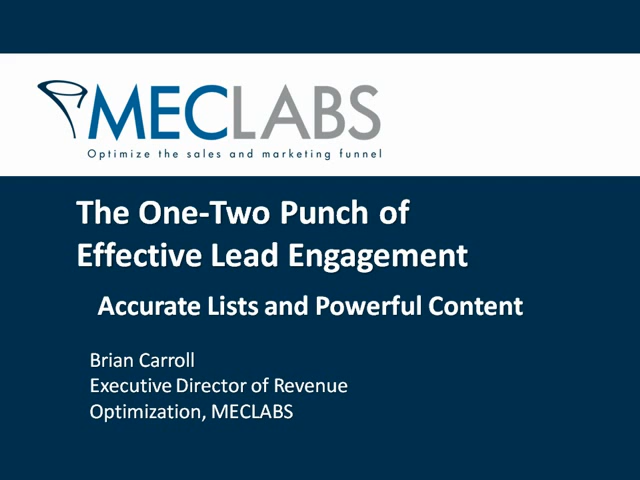 MECLABS
Optimize the sales and marketing funnel
The One-Two Punch of
Effective Lead Engagement
Accurate Lists and Powerful Content
Brian Carroll
Executive Director of Revenue
Optimization, MECLABS